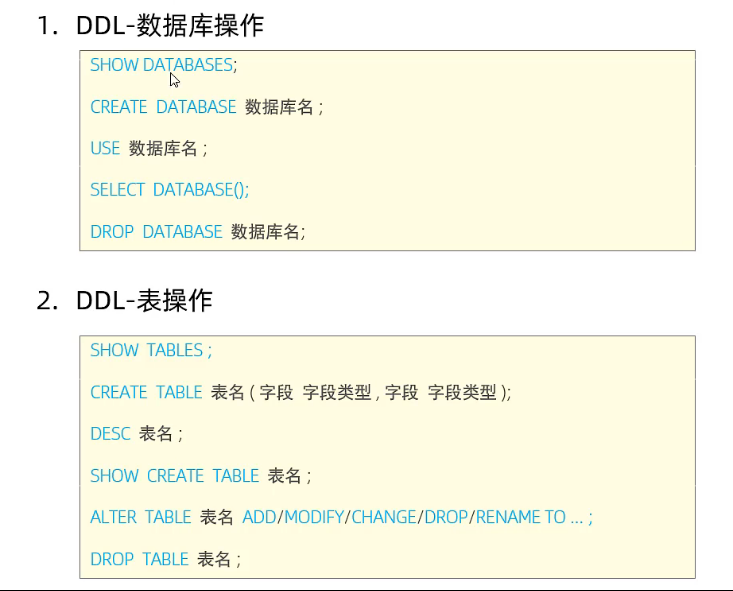 1. DDL-数据库操作
SHOW DATABASES;
CREATE DATABASE 数据库名 ;
USE 数据库名 ;
SELECT DATABASE();
DROP DATABASE 数据库名;
2. DDL-表操作
SHOW TABLES ;
CREATE TABLE 表名 ( 字段 字段类型 , 字段 字段类型 );
DESC 表名 ;
SHOW CREATE TABLE 表名 ;
ALTER TABLE 表名 ADD/MODIFY/CHANGE/DROP/RENAME TO ... ;
DROP TABLE 表名 ;